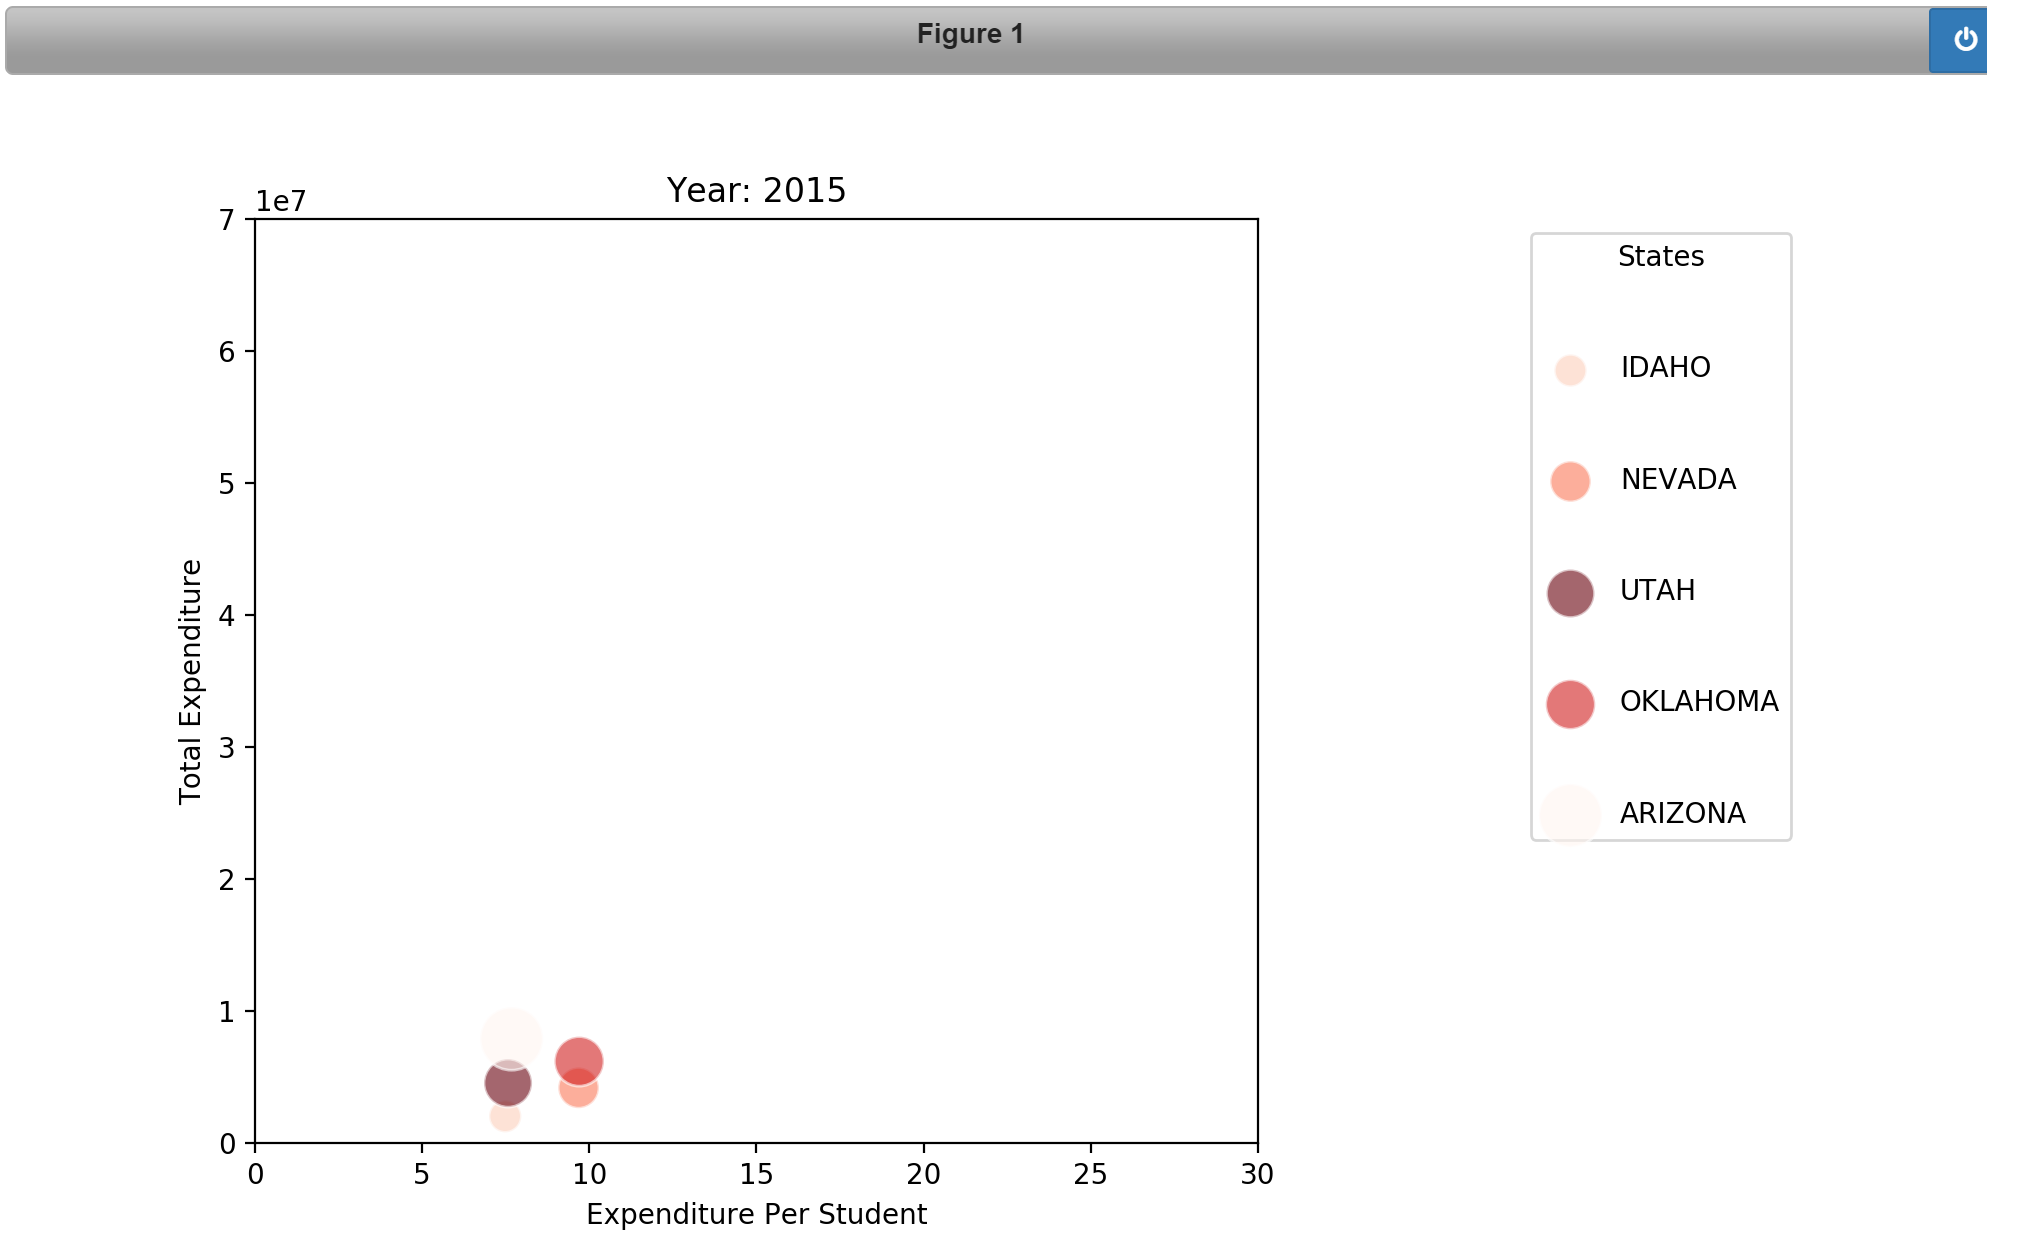 Figure 1
Year: 2015
1e7
7
6
5
4
3
2
1
0
Total Expenditure
0 5 10 15 20 25 30
Expenditure Per Student
States
IDAHO
NEVADA
UTAH
OKLAHOMA
ARIZONA